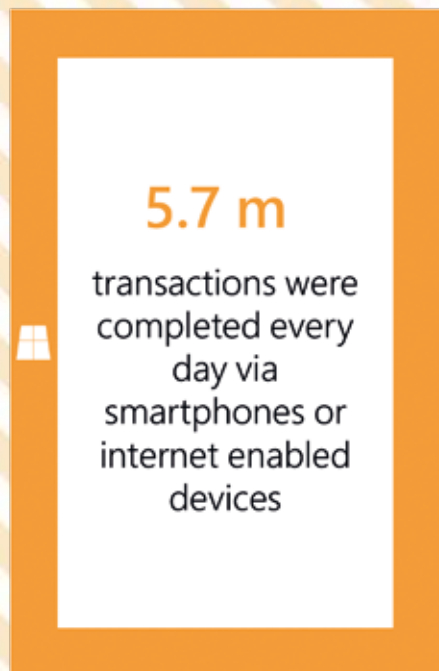 5.7 m
transactions were
completed every
day via
smartphones or
internet enabled
devices